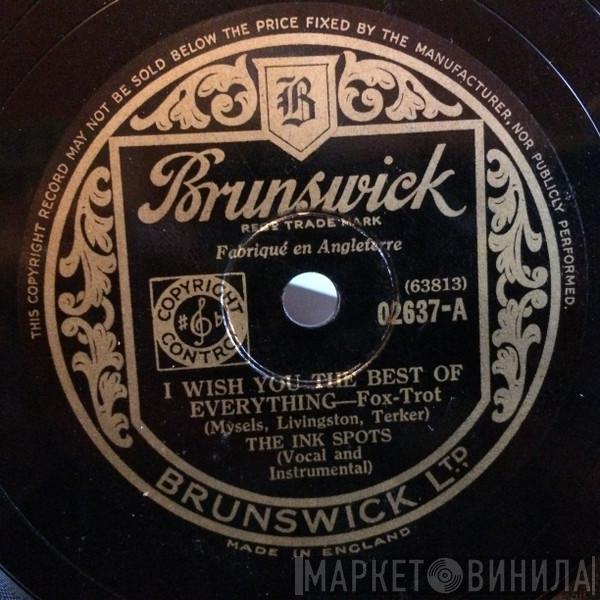 THIS COPYRIGHT RECORD MAY NOT BE SOLD BELOW THE PRICE FIXED BY THE MANUFACTURER, NOR PUBLICLY PERFORMED.
B
Brunswick
REGD TRADE MARK
Fabriqué en Angleterre
COPYRIGHT
CONTROL
(63813)
02637-A
I WISH YOU THE BEST OF
EVERYTHING—Fox-Trot
(Mysels, Livingston, Terker)
THE INK SPOTS
(Vocal and
Instrumental)
BRUNSWICK LTD.
MADE IN ENGLAND
МАРКЕТ ВИНИЛА